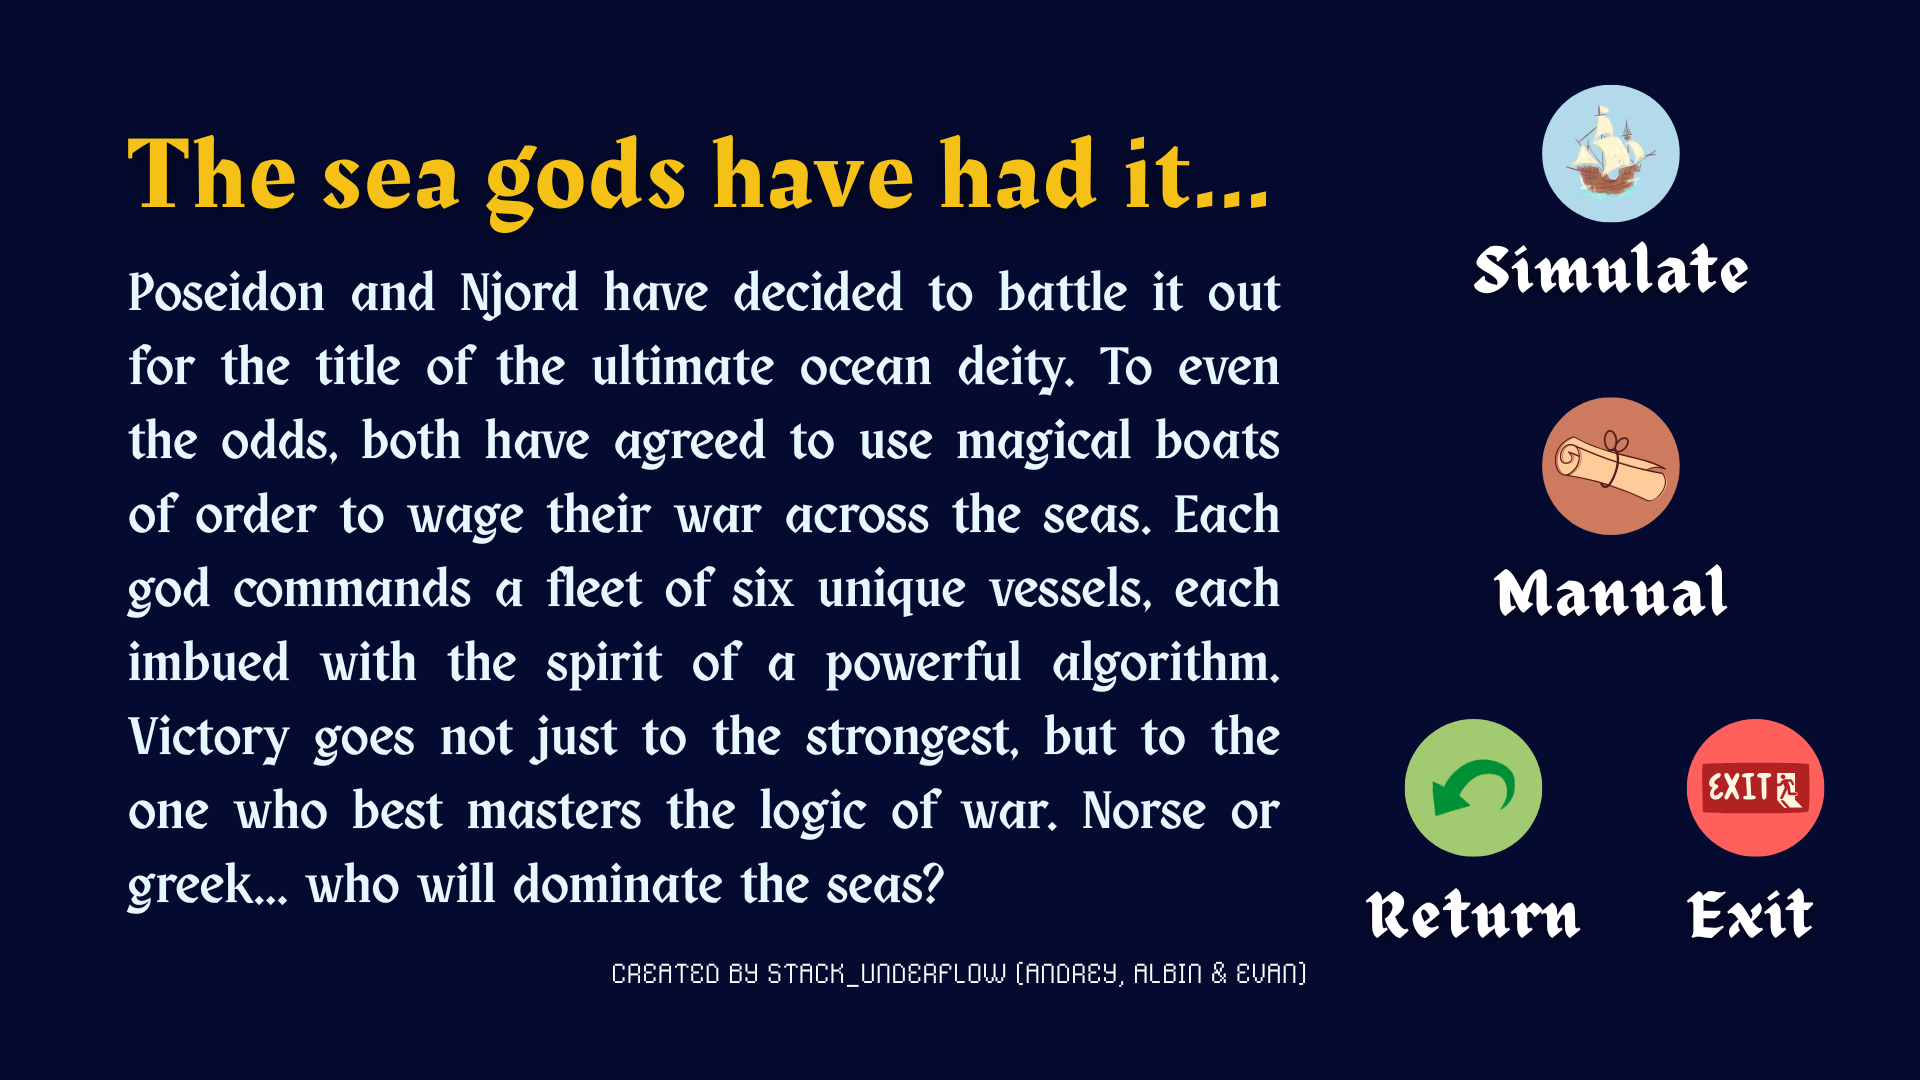 The sea gods have had it...
Poseidon and Njord have decided to battle it out
for the title of the ultimate ocean deity. To even
the odds, both have agreed to use magical boats
of order to wage their war across the seas. Each
god commands a fleet of six unique vessels, each
imbued with the spirit of a powerful algorithm.
Victory goes not just to the strongest, but to the
one who best masters the logic of war. Norse or
greek... who will dominate the seas?
CREATED BY STACK_UNDERFLOW (ANDREY, ALBIN & EVAN)
Simulate
Manual
EXIT
Return
Exit